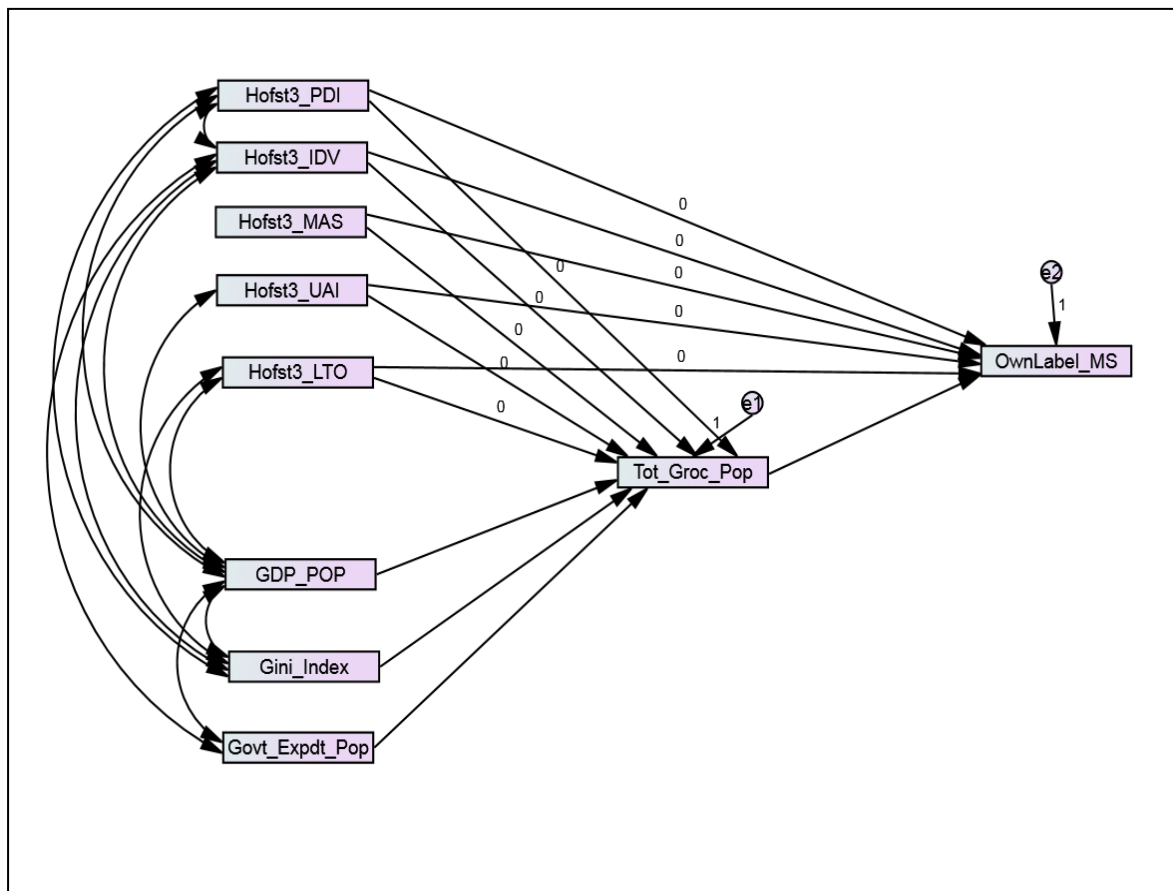 Hofst3_PDI
Hofst3_IDV
Hofst3_MAS
Hofst3_UAI
Hofst3_LTO
GDP_POP
Gini_Index
Govt_Expdt_Pop
0
0
0
0
0
0
0
0
0
0
e1
1
Tot_Groc_Pop
e2
1
OwnLabel_MS